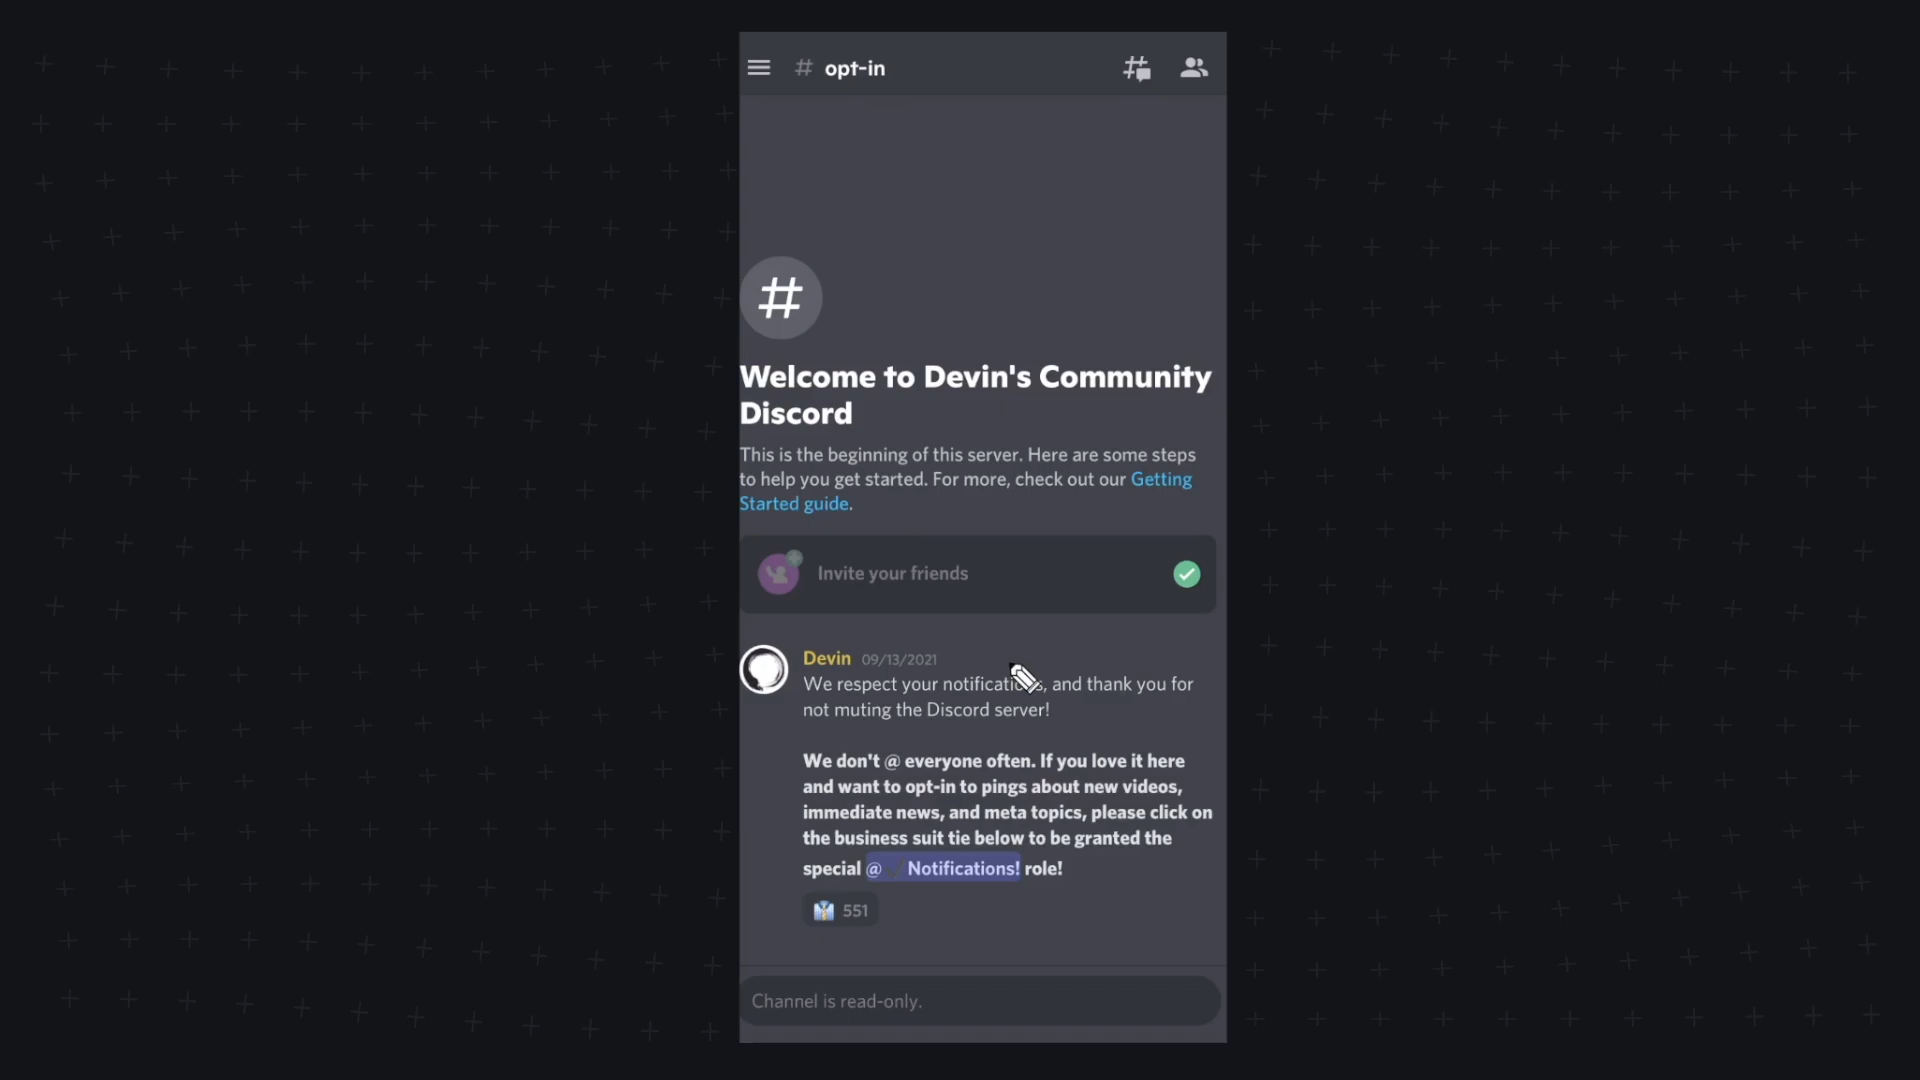 # opt-in
#
Welcome to Devin's Community
Discord
This is the beginning of this server. Here are some steps
to help you get started. For more, check out our Getting
Started guide.
Invite your friends
Devin 09/13/2021
We respect your notifications, and thank you for
not muting the Discord server!
We don't @ everyone often. If you love it here
and want to opt-in to pings about new videos,
immediate news, and meta topics, please click on
the business suit tie below to be granted the
special @ Notifications! role!
551
Channel is read-only.